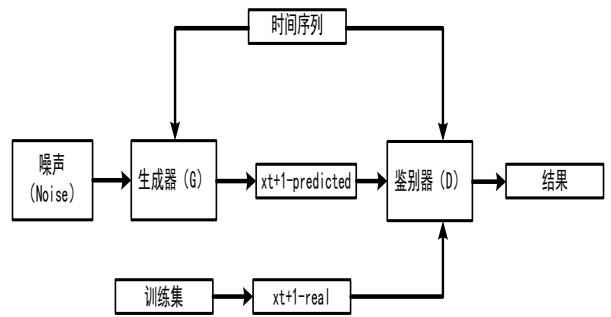 时间序列
噪声
(Noise)
生成器(G)
xt+1-predicted
鉴别器(D)
结果
训练集
xt+1-real